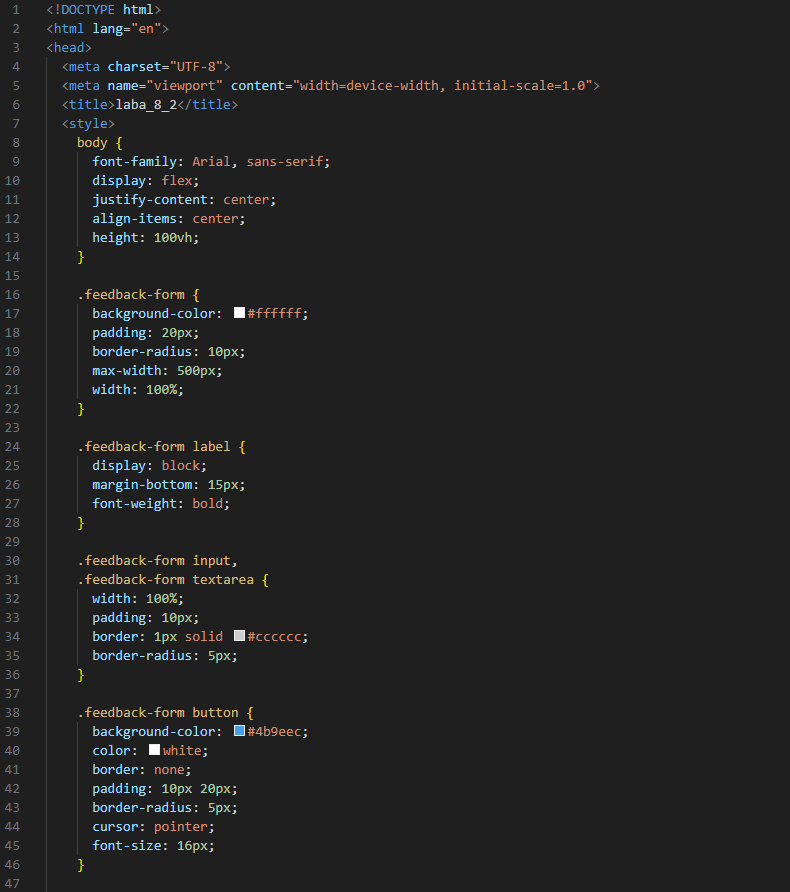 1 <!DOCTYPE html>
2 <html lang="en">
3 <head>
4   <meta charset="UTF-8">
5   <meta name="viewport" content="width=device-width, initial-scale=1.0">
6   <title>laba_8_2</title>
7   <style>
8     body {
9       font-family: Arial, sans-serif;
10       display: flex;
11       justify-content: center;
12       align-items: center;
13       height: 100vh;
14     }
15
16     .feedback-form {
17       background-color: #ffffff;
18       padding: 20px;
19       border-radius: 10px;
20       max-width: 500px;
21       width: 100%;
22     }
23
24     .feedback-form label {
25       display: block;
26       margin-bottom: 15px;
27       font-weight: bold;
28     }
29
30     .feedback-form input,
31     .feedback-form textarea {
32       width: 100%;
33       padding: 10px;
34       border: 1px solid #cccccc;
35       border-radius: 5px;
36     }
37
38     .feedback-form button {
39       background-color: #4b9eec;
40       color: white;
41       border: none;
42       padding: 10px 20px;
43       border-radius: 5px;
44       cursor: pointer;
45       font-size: 16px;
46     }
47